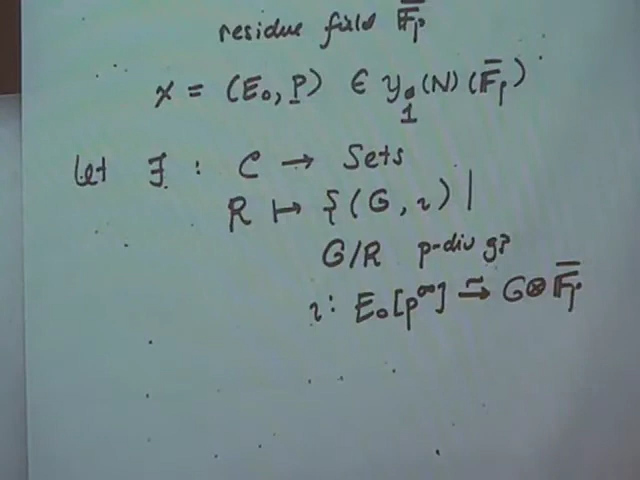 residue field F̅p
x = (E₀, P) ∈ Y₁(N)(F̅p)
Let F : C → Sets
R ↦ {(G, ι) |
G/R p-div gp
ι: E₀[p^∞] ⥲ G⊗F̅p